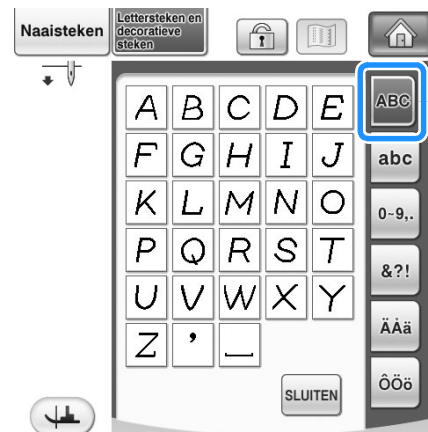 Naaisteken
Lettersteken en
decoratieve
steken
A B C D E
ABC
F G H I J
abc
K L M N O
0~9,.
P Q R S T
&?!
U V W X Y
ÄÅä
Z ’ _
ÔÖö
SLUITEN